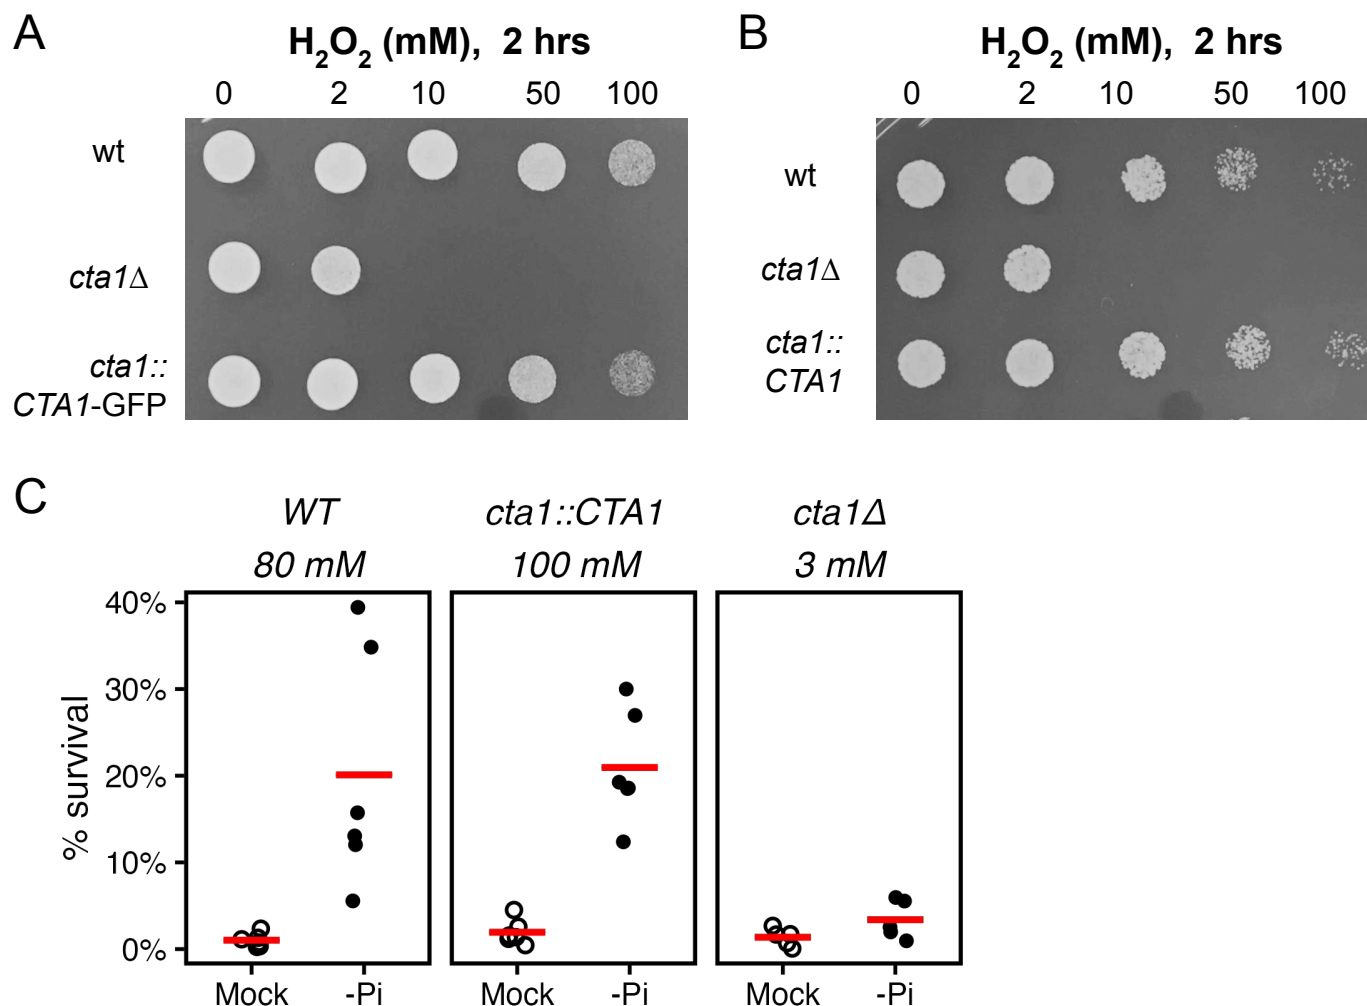 A
H₂O₂ (mM), 2 hrs
0 2 10 50 100
wt
cta1Δ
cta1::
CTA1-GFP
B
H₂O₂ (mM), 2 hrs
0 2 10 50 100
wt
cta1Δ
cta1::
CTA1
C
WT
80 mM
cta1::CTA1
100 mM
cta1Δ
3 mM
% survival
40%
30%
20%
10%
0%
Mock -Pi
Mock -Pi
Mock -Pi